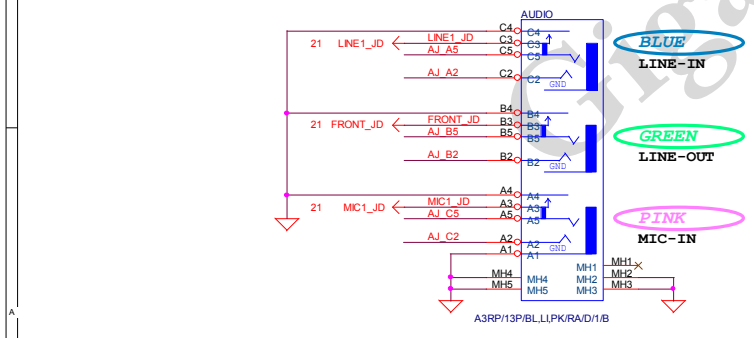 AUDIO
C4 C4
21 LINE1_JD LINE1_JD C3 C3
AJ_A5 C5 C5
BLUE
LINE-IN
AJ_A2 C2 C2
GND
B4 B4
21 FRONT_JD FRONT_JD B3 B3
AJ_B5 B5 B5
GREEN
LINE-OUT
AJ_B2 B2 B2
GND
A4 A4
21 MIC1_JD MIC1_JD A3 A3
AJ_C5 A5 A5
PINK
MIC-IN
AJ_C2 A2 A2
GND
A1 A1
MH1 MH1
MH4 MH4 MH2 MH2
MH5 MH5 MH3 MH3
A
A3RP/13P/BL,LI,PK/RA/D/1/B
Giga